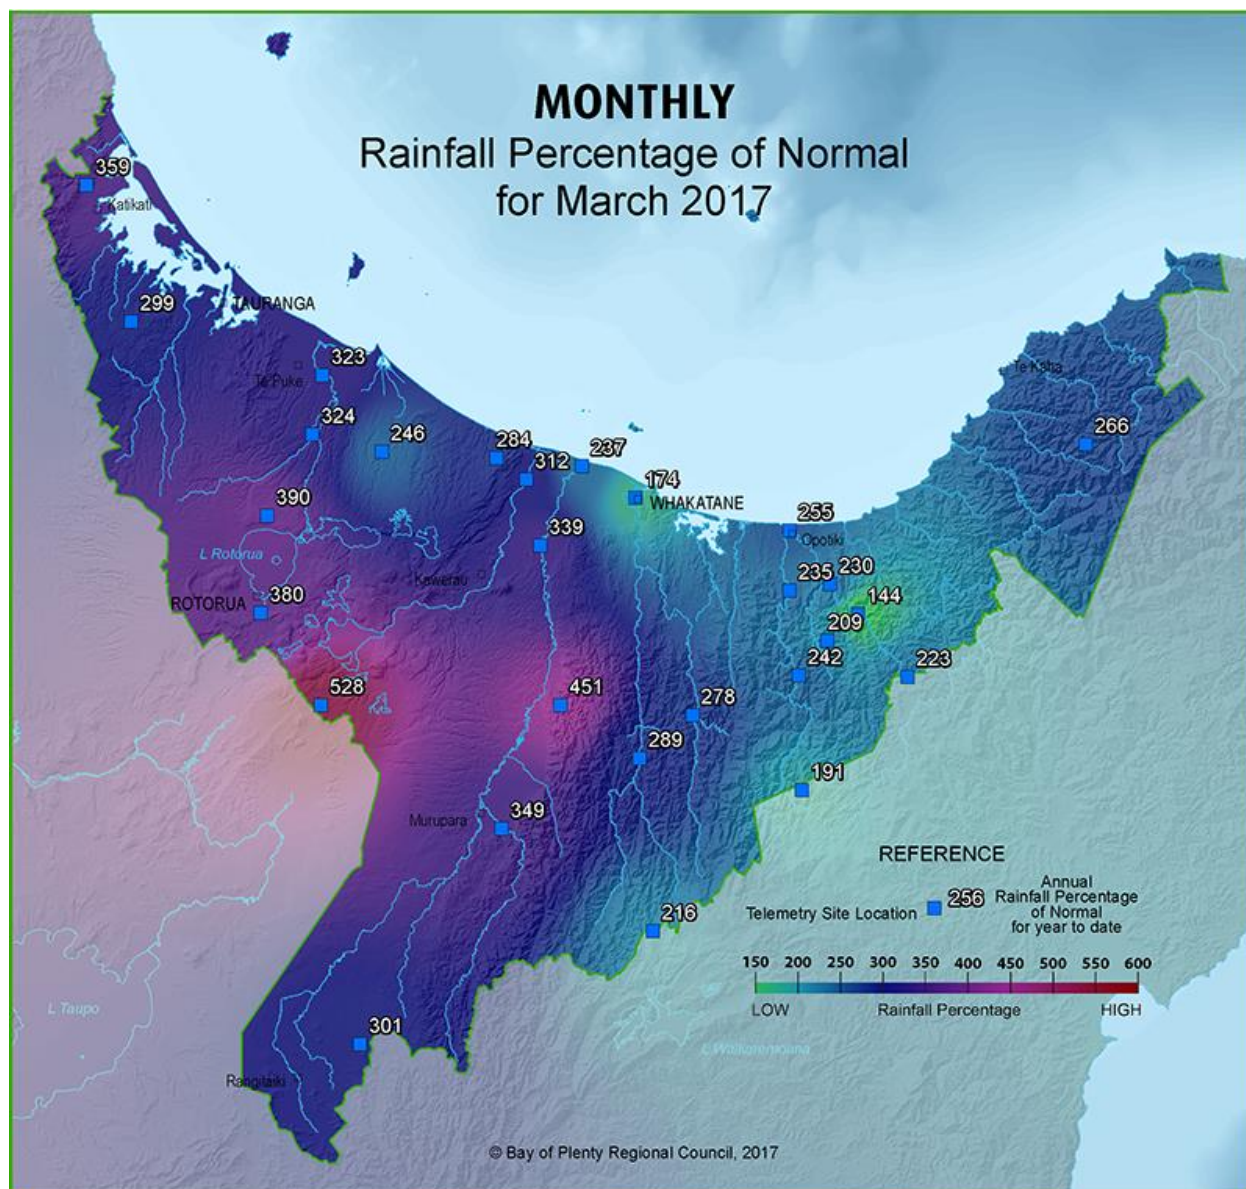 MONTHLY
Rainfall Percentage of Normal
for March 2017
359
Katikati
299
TAURANGA
323
Te Puke
Te Kaha
324
246
284
237
266
312
174
WHAKATANE
390
255
Opotiki
339
L Rotorua
Kawerau
235
230
ROTORUA
380
144
209
242
223
528
451
278
289
191
349
Murupara
REFERENCE
Telemetry Site Location
256
Annual
Rainfall Percentage
of Normal
for year to date
216
150 200 250 300 350 400 450 500 550 600
LOW
Rainfall Percentage
HIGH
L Taupo
301
L Waikaremoana
Rangitaiki
© Bay of Plenty Regional Council, 2017